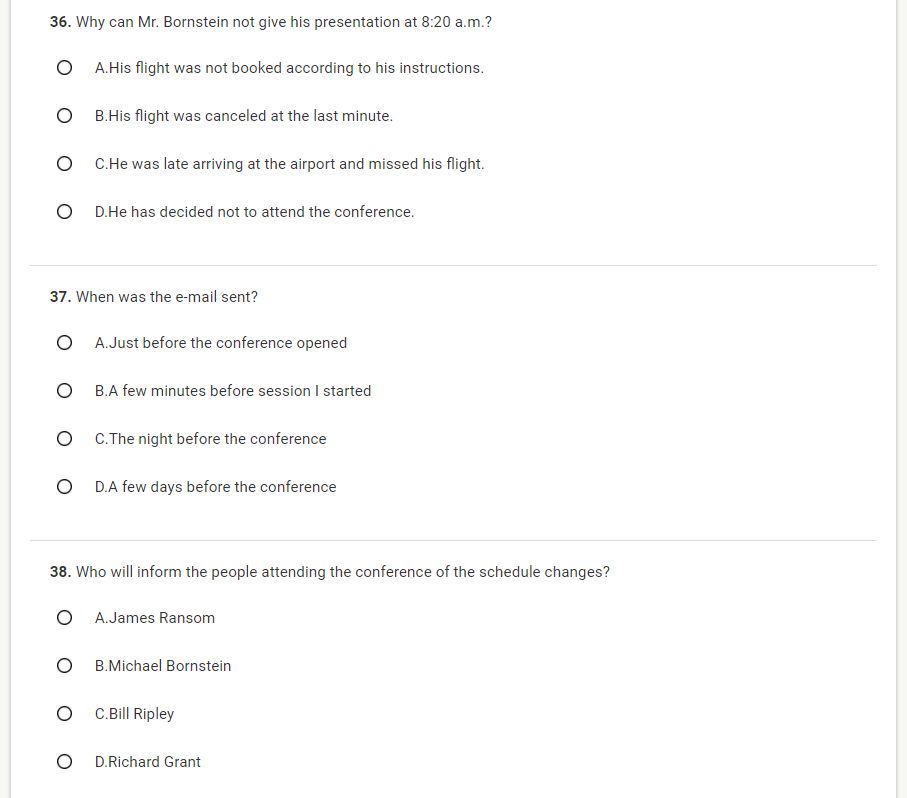 36. Why can Mr. Bornstein not give his presentation at 8:20 a.m.?
A.His flight was not booked according to his instructions.
B.His flight was canceled at the last minute.
C.He was late arriving at the airport and missed his flight.
D.He has decided not to attend the conference.
37. When was the e-mail sent?
A.Just before the conference opened
B.A few minutes before session I started
C.The night before the conference
D.A few days before the conference
38. Who will inform the people attending the conference of the schedule changes?
A.James Ransom
B.Michael Bornstein
C.Bill Ripley
D.Richard Grant